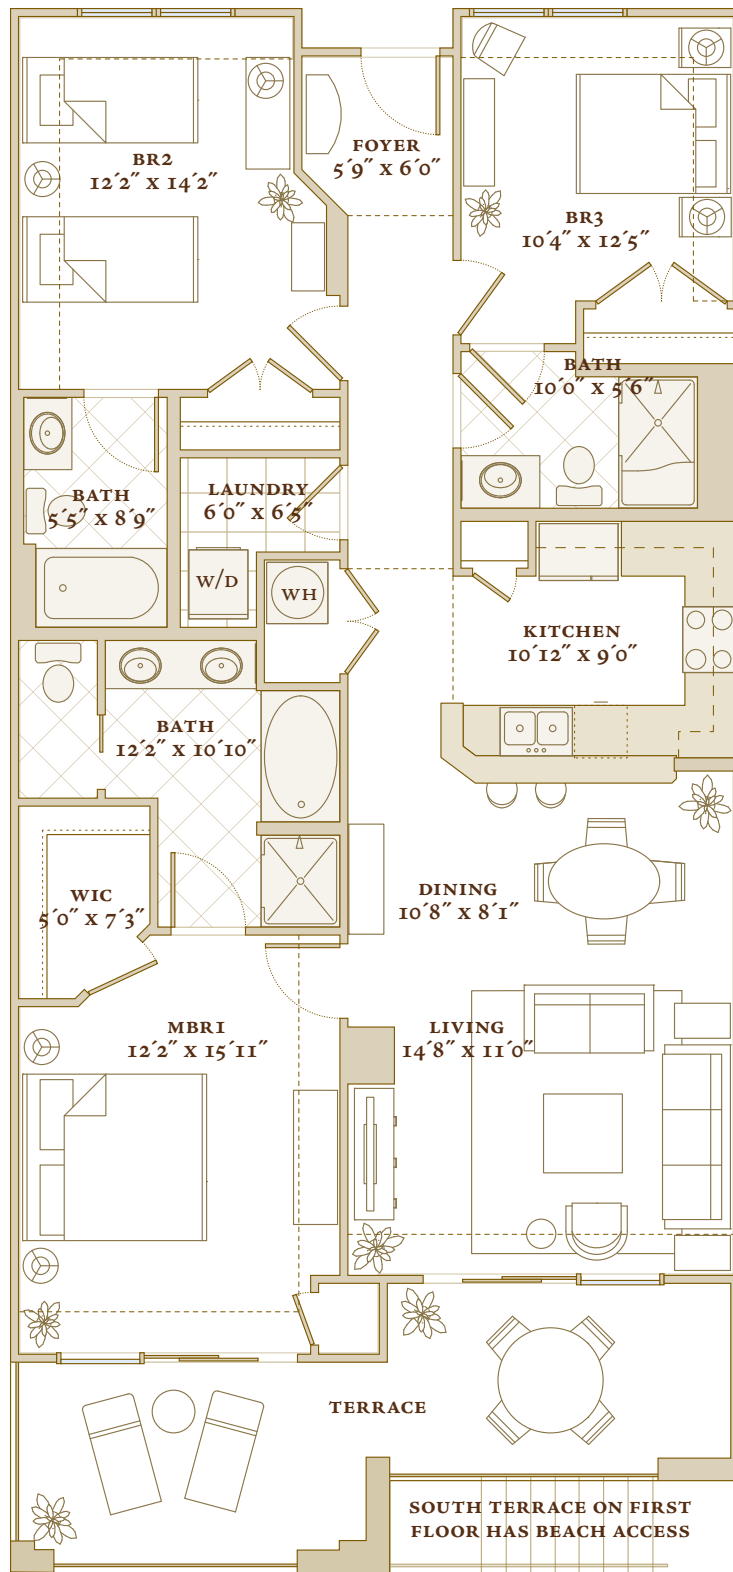 FOYER
5´9" X 6´0"
BR2
12´2" X 14´2"
BR3
10´4" X 12´5"
BATH
10´0" X 5´6"
BATH
5´5" X 8´9"
LAUNDRY
6´0" X 6´5"
W/D
WH
KITCHEN
10´12" X 9´0"
BATH
12´2" X 10´10"
WIC
5´0" X 7´3"
DINING
10´8" X 8´1"
MBR1
12´2" X 15´11"
LIVING
14´8" X 11´0"
TERRACE
SOUTH TERRACE ON FIRST
FLOOR HAS BEACH ACCESS